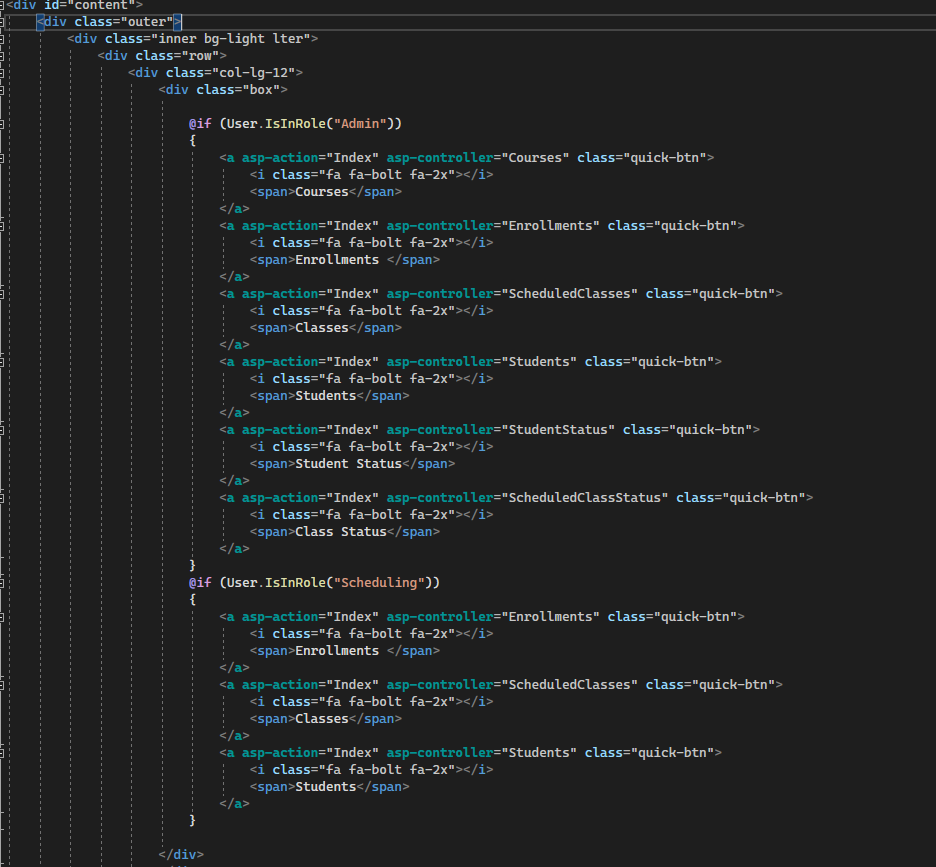 <div id="content">
<div class="outer">
<div class="inner bg-light lter">
<div class="row">
<div class="col-lg-12">
<div class="box">
@if (User.IsInRole("Admin"))
{
<a asp-action="Index" asp-controller="Courses" class="quick-btn">
<i class="fa fa-bolt fa-2x"></i>
<span>Courses</span>
</a>
<a asp-action="Index" asp-controller="Enrollments" class="quick-btn">
<i class="fa fa-bolt fa-2x"></i>
<span>Enrollments </span>
</a>
<a asp-action="Index" asp-controller="ScheduledClasses" class="quick-btn">
<i class="fa fa-bolt fa-2x"></i>
<span>Classes</span>
</a>
<a asp-action="Index" asp-controller="Students" class="quick-btn">
<i class="fa fa-bolt fa-2x"></i>
<span>Students</span>
</a>
<a asp-action="Index" asp-controller="StudentStatus" class="quick-btn">
<i class="fa fa-bolt fa-2x"></i>
<span>Student Status</span>
</a>
<a asp-action="Index" asp-controller="ScheduledClassStatus" class="quick-btn">
<i class="fa fa-bolt fa-2x"></i>
<span>Class Status</span>
</a>
}
@if (User.IsInRole("Scheduling"))
{
<a asp-action="Index" asp-controller="Enrollments" class="quick-btn">
<i class="fa fa-bolt fa-2x"></i>
<span>Enrollments </span>
</a>
<a asp-action="Index" asp-controller="ScheduledClasses" class="quick-btn">
<i class="fa fa-bolt fa-2x"></i>
<span>Classes</span>
</a>
<a asp-action="Index" asp-controller="Students" class="quick-btn">
<i class="fa fa-bolt fa-2x"></i>
<span>Students</span>
</a>
}
</div>